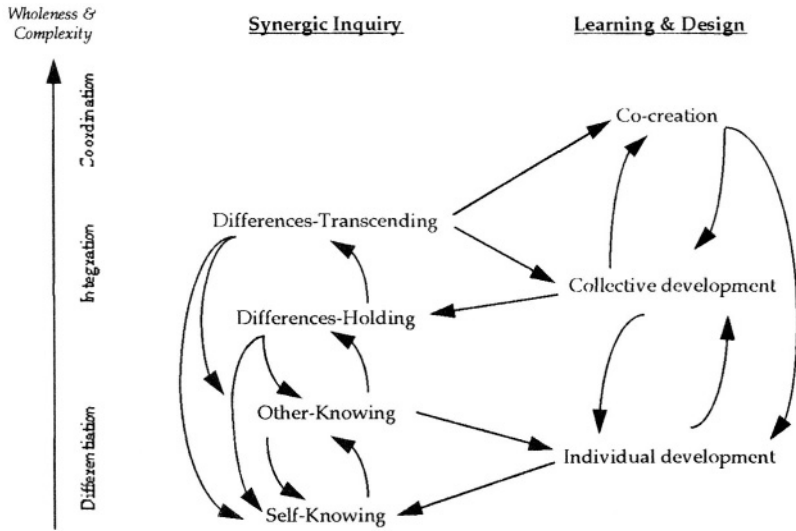 Wholeness &
Complexity
Synergic Inquiry
Learning & Design
Coordination
Co-creation
Differences-Transcending
Integration
Collective development
Differences-Holding
Other-Knowing
Differentiation
Individual development
Self-Knowing